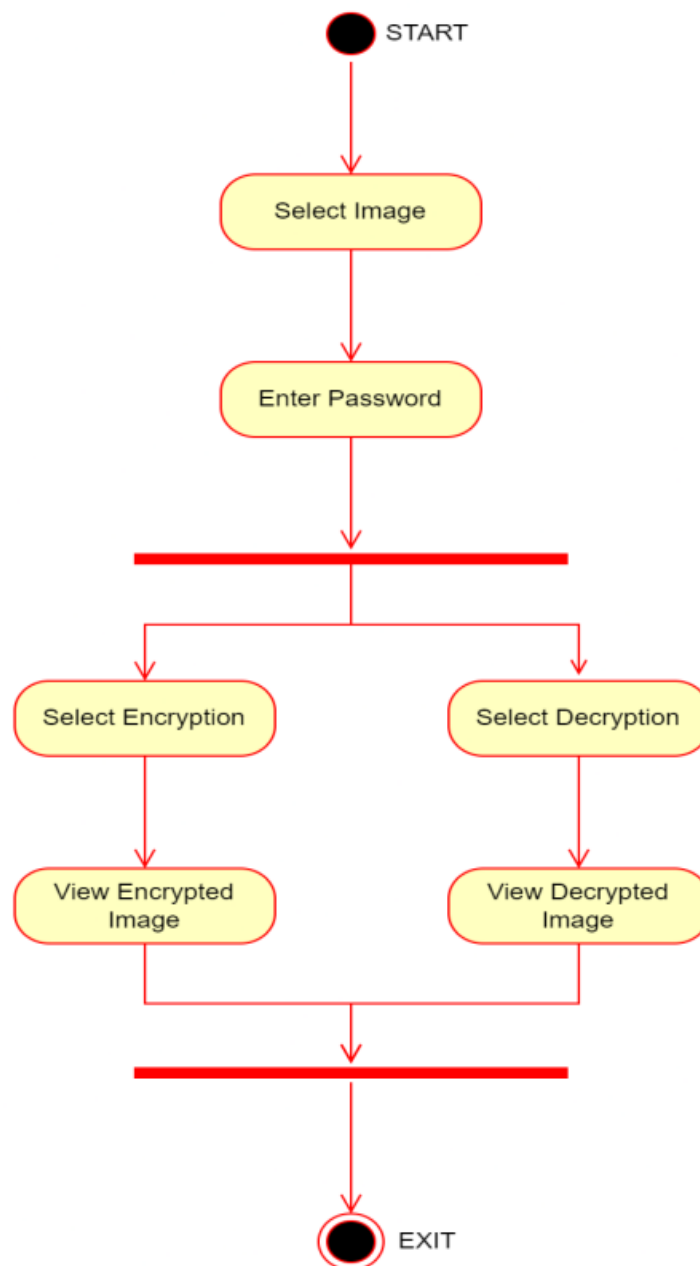 START
Select Image
Enter Password
Select Encryption
Select Decryption
View Encrypted
Image
View Decrypted
Image
EXIT